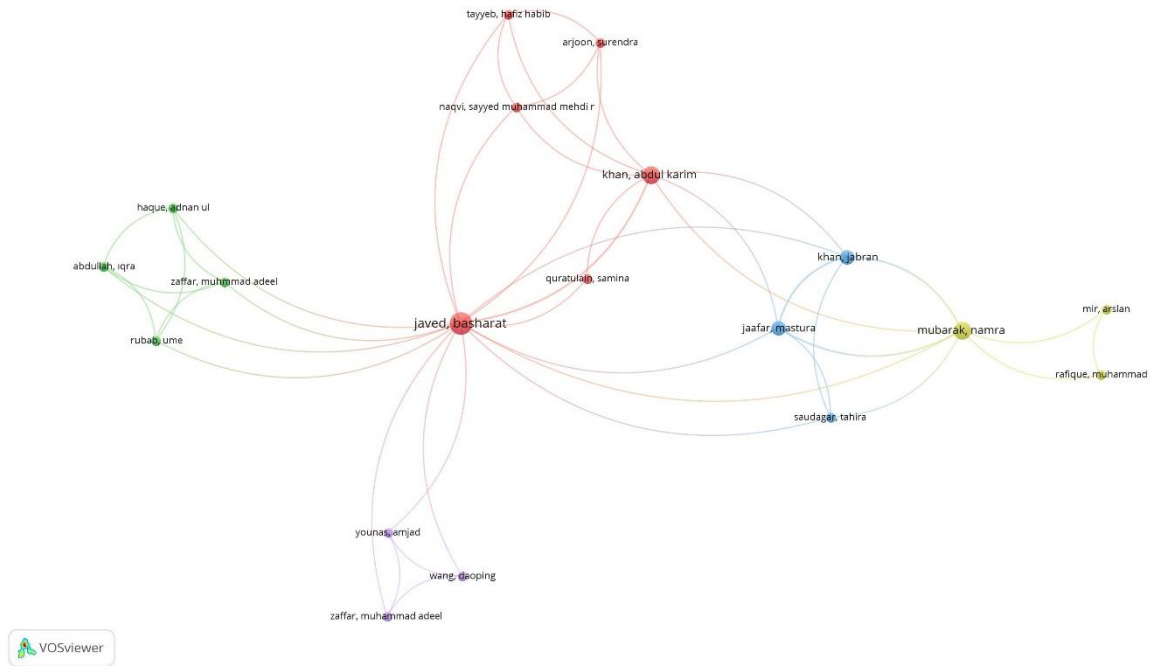 tayyeb, hafiz habib
arjoon, surendra
naqvi, sayyed muhammad mehdi r
khan, abdul karim
haque, adnan ul
khan, jabran
abdullah, iqra
zaffar, muhmmad adeel
quratulain, samina
javed, basharat
jaafar, mastura
mubarak, namra
mir, arslan
rubab, ume
rafique, muhammad
saudagar, tahira
younas, amjad
wang, daoping
zaffar, muhammad adeel
VOSviewer